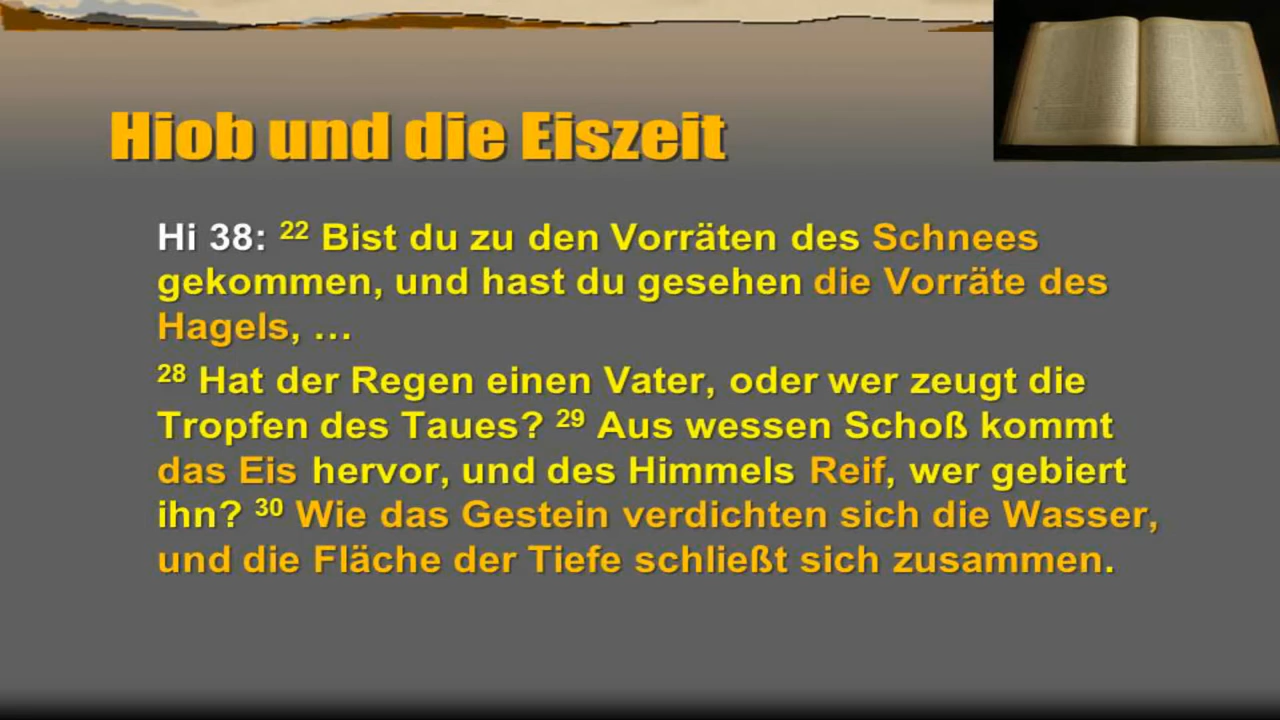 Hiob und die Eiszeit
Hi 38: 22 Bist du zu den Vorräten des Schnees
gekommen, und hast du gesehen die Vorräte des
Hagels, …
28 Hat der Regen einen Vater, oder wer zeugt die
Tropfen des Taues? 29 Aus wessen Schoß kommt
das Eis hervor, und des Himmels Reif, wer gebiert
ihn? 30 Wie das Gestein verdichten sich die Wasser,
und die Fläche der Tiefe schließt sich zusammen.